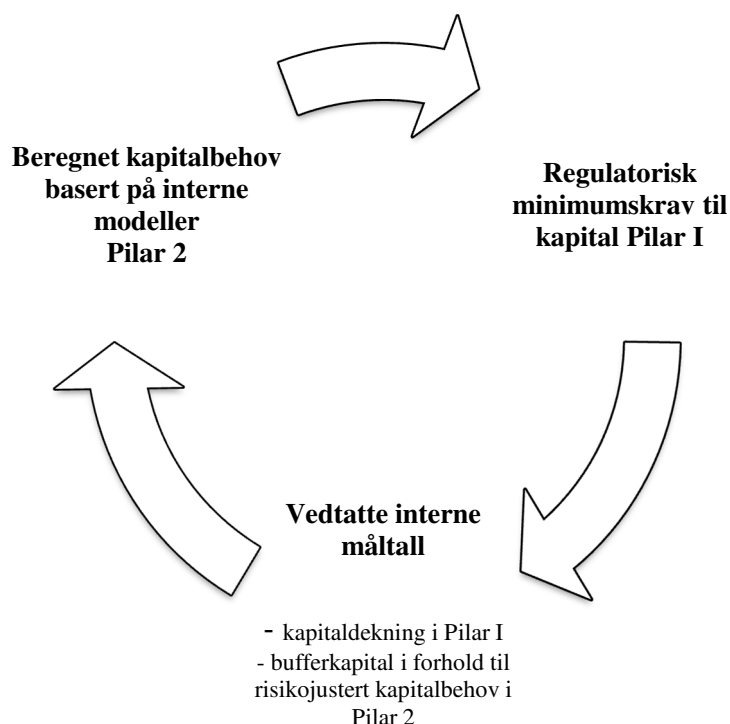 Beregnet kapitalbehov
basert på interne
modeller
Pilar 2
Regulatorisk
minimumskrav til
kapital Pilar I
Vedtatte interne
måltall
- kapitaldekning i Pilar I
- bufferkapital i forhold til
risikojustert kapitalbehov i
Pilar 2